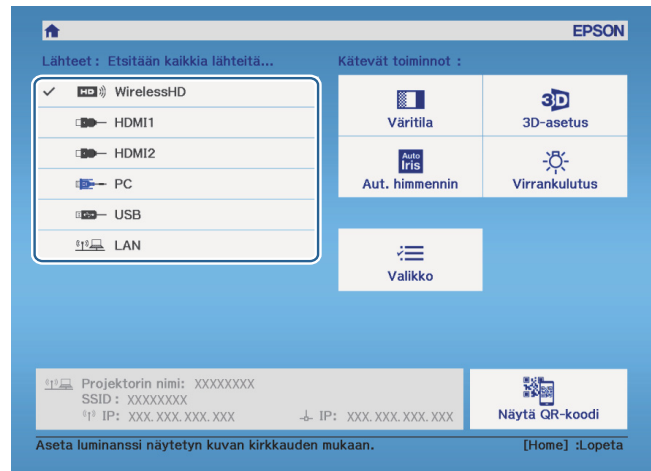 EPSON
Lähteet : Etsitään kaikkia lähteitä...
WirelessHD
HDMI1
HDMI2
PC
USB
LAN
Kätevät toiminnot :
Väritila
3D
3D-asetus
Auto
Iris
Aut. himmennin
Virrankulutus
Valikko
Projektorin nimi: XXXXXXXX
SSID : XXXXXXXX
IP: XXX. XXX. XXX. XXX
IP: XXX. XXX. XXX. XXX
Näytä QR-koodi
Aseta luminanssi näytetyn kuvan kirkkauden mukaan.
[Home] :Lopeta